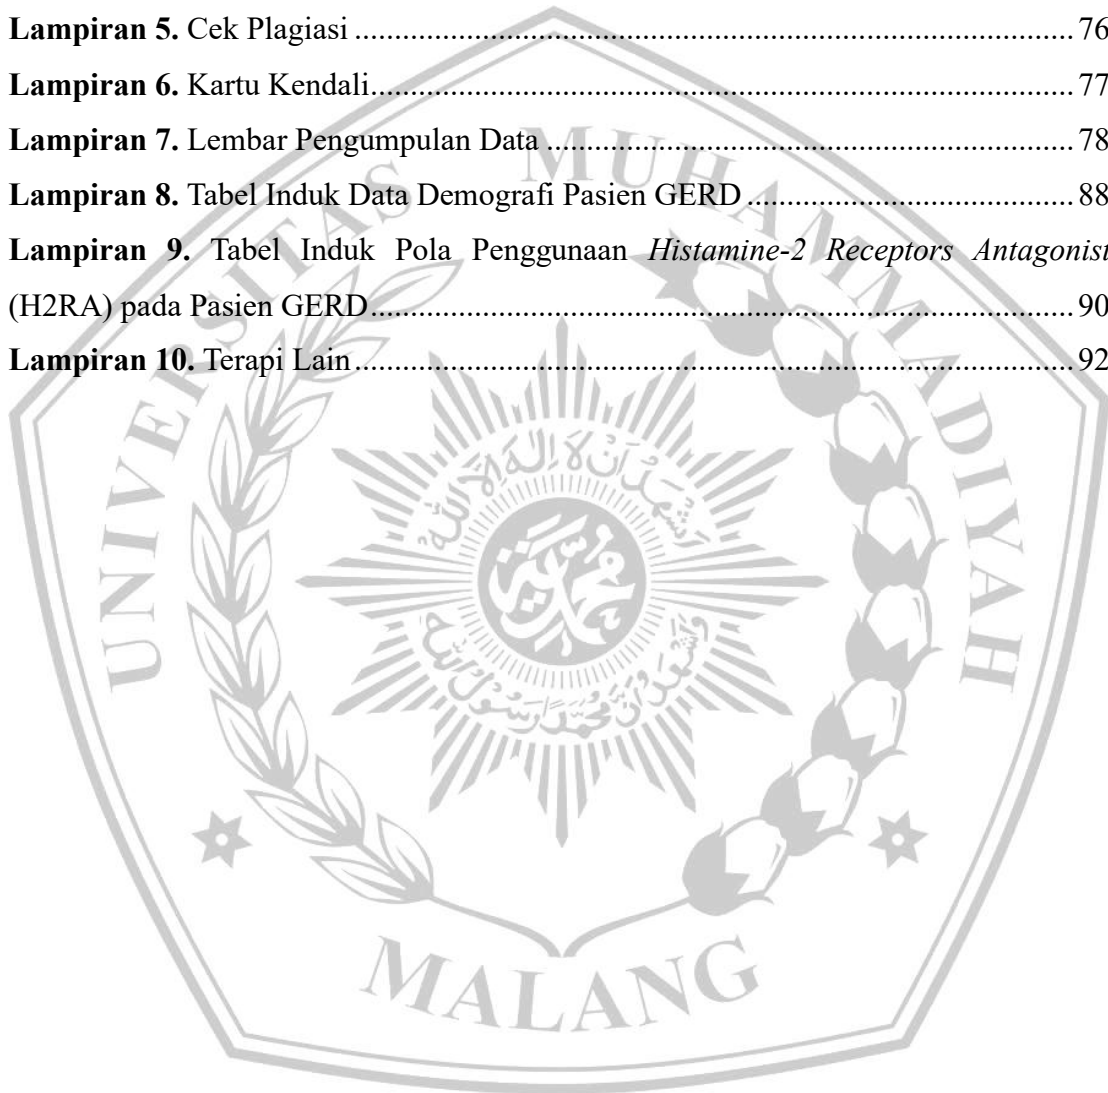 Lampiran 5. Cek Plagiasi ........................................................................................... 76
Lampiran 6. Kartu Kendali......................................................................................... 77
Lampiran 7. Lembar Pengumpulan Data ................................................................... 78
Lampiran 8. Tabel Induk Data Demografi Pasien GERD ......................................... 88
Lampiran 9. Tabel Induk Pola Penggunaan Histamine-2 Receptors Antagonist
(H2RA) pada Pasien GERD......................................................................................... 90
Lampiran 10. Terapi Lain........................................................................................... 92
UNIVERSITAS MUHAMMADIYAH
MALANG